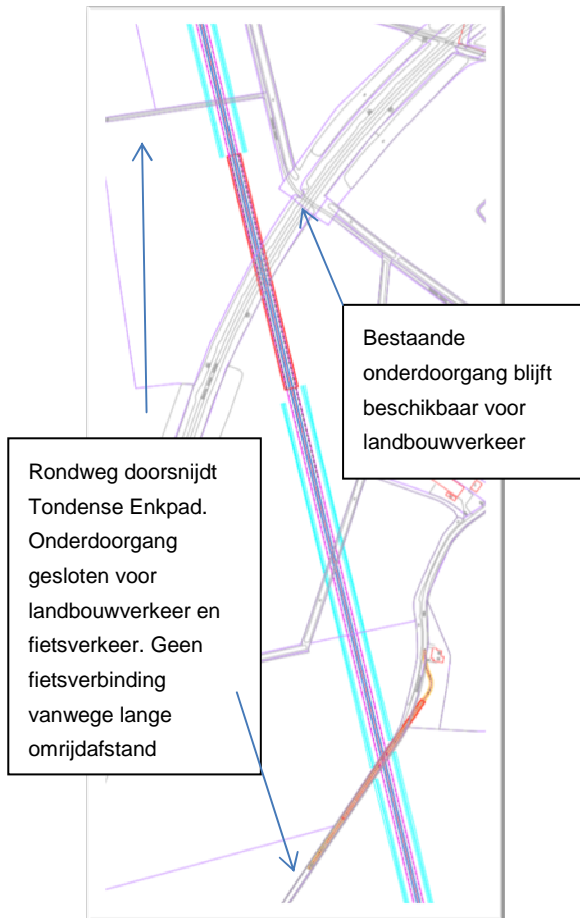 Bestaande
onderdoorgang blijft
beschikbaar voor
landbouwverkeer
Rondweg doorsnijdt
Tondense Enkpad.
Onderdoorgang
gesloten voor
landbouwverkeer en
fietsverkeer. Geen
fietsverbinding
vanwege lange
omrijdafstand